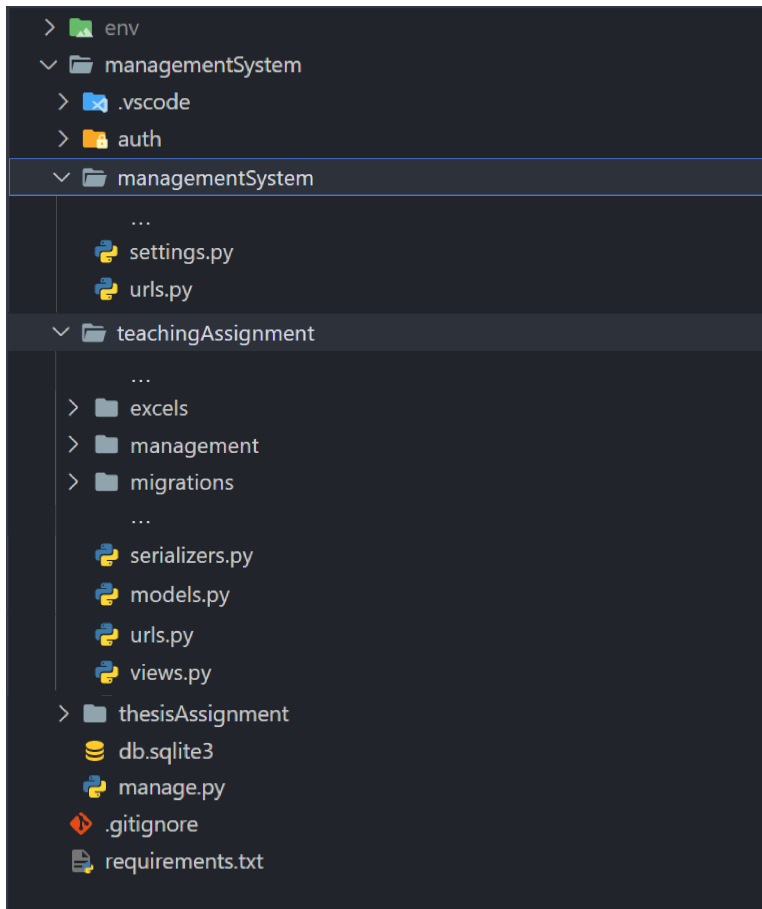 env
managementSystem
.vscode
auth
managementSystem
...
settings.py
urls.py
teachingAssignment
...
excels
management
migrations
...
serializers.py
models.py
urls.py
views.py
thesisAssignment
db.sqlite3
manage.py
.gitignore
requirements.txt